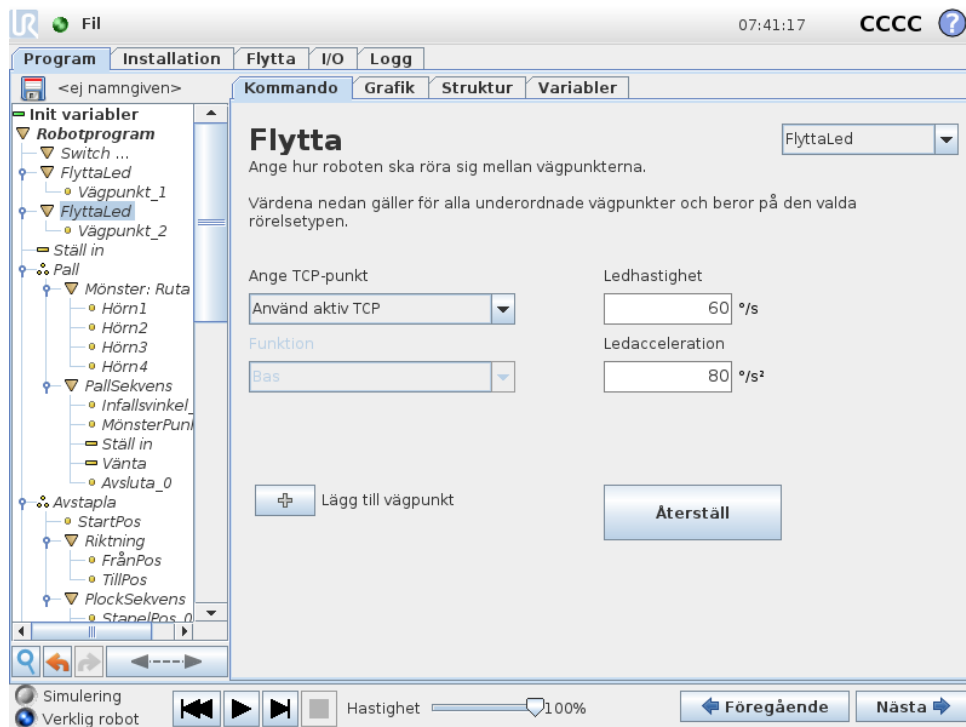 UR Fil 07:41:17 CCCC ?
Program Installation Flytta I/O Logg
<ej namngiven> Kommando Grafik Struktur Variabler
Init variabler
Robotprogram
Switch ...
FlyttaLed
Vägpunkt_1
FlyttaLed
Vägpunkt_2
Ställ in
Pall
Mönster: Ruta
Hörn1
Hörn2
Hörn3
Hörn4
PallSekvens
Infallsvinkel_
MönsterPunl
Ställ in
Vänta
Avsluta_0
Avstapla
StartPos
Riktning
FrånPos
TillPos
PlockSekvens
StapelPos_0
Flytta
FlyttaLed
Ange hur roboten ska röra sig mellan vägpunkterna.
Värdena nedan gäller för alla underordnade vägpunkter och beror på den valda
rörelsetypen.
Ange TCP-punkt Ledhastighet
Använd aktiv TCP 60 °/s
Funktion Ledacceleration
Bas 80 °/s²
Lägg till vägpunkt Återställ
Simulering
Verklig robot
Hastighet 100% Föregående Nästa